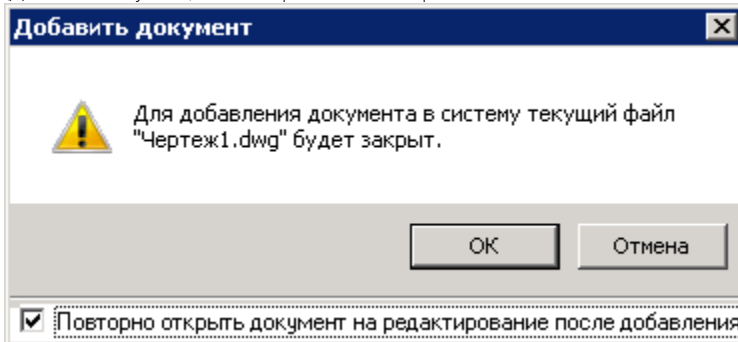 Добавить документ
Для добавления документа в систему текущий файл
"Чертеж1.dwg" будет закрыт.
ОК
Отмена
Повторно открыть документ на редактирование после добавления